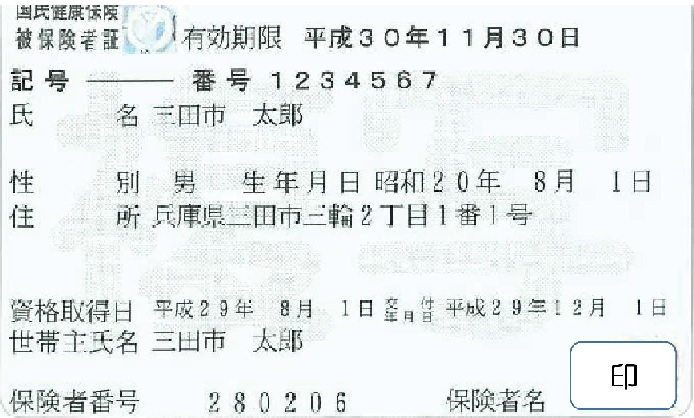 国民健康保険
被保険者証 有効期限 平成30年11月30日
記号 ――― 番号 1234567
氏名 三田市 太郎
性別 男 生年月日 昭和20年 8月 1日
住所 兵庫県三田市三輪2丁目1番1号
資格取得日 平成29年 8月 1日 交付年月日 平成29年12月 1日
世帯主氏名 三田市 太郎
保険者番号 280206 保険者名 印